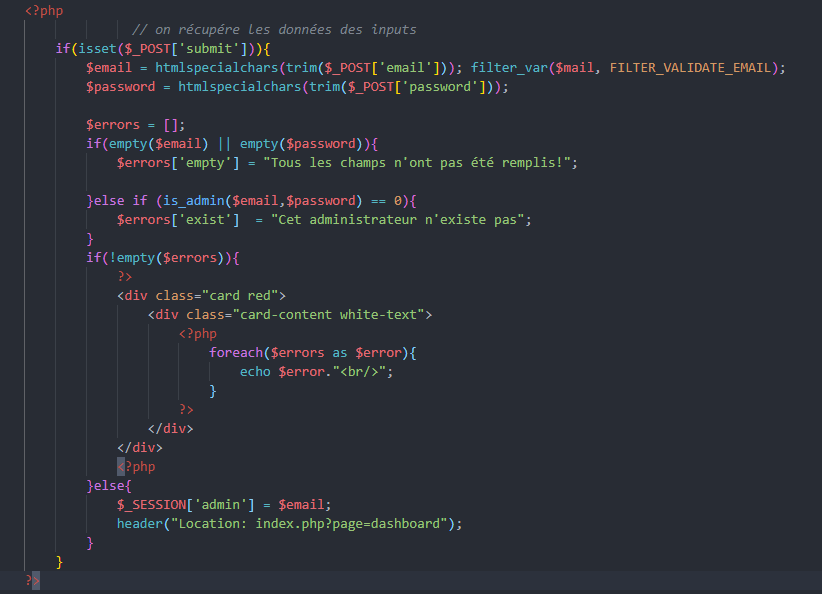 <?php
// on récupére les données des inputs
if(isset($_POST['submit'])){
$email = htmlspecialchars(trim($_POST['email'])); filter_var($mail, FILTER_VALIDATE_EMAIL);
$password = htmlspecialchars(trim($_POST['password']));
$errors = [];
if(empty($email) || empty($password)){
$errors['empty'] = "Tous les champs n'ont pas été remplis!";
}else if (is_admin($email,$password) == 0){
$errors['exist']  = "Cet administrateur n'existe pas";
}
if(!empty($errors)){
?>
<div class="card red">
<div class="card-content white-text">
<?php
foreach($errors as $error){
echo $error."<br/>";
}
?>
</div>
</div>
<?php
}else{
$_SESSION['admin'] = $email;
header("Location: index.php?page=dashboard");
}
}
?>